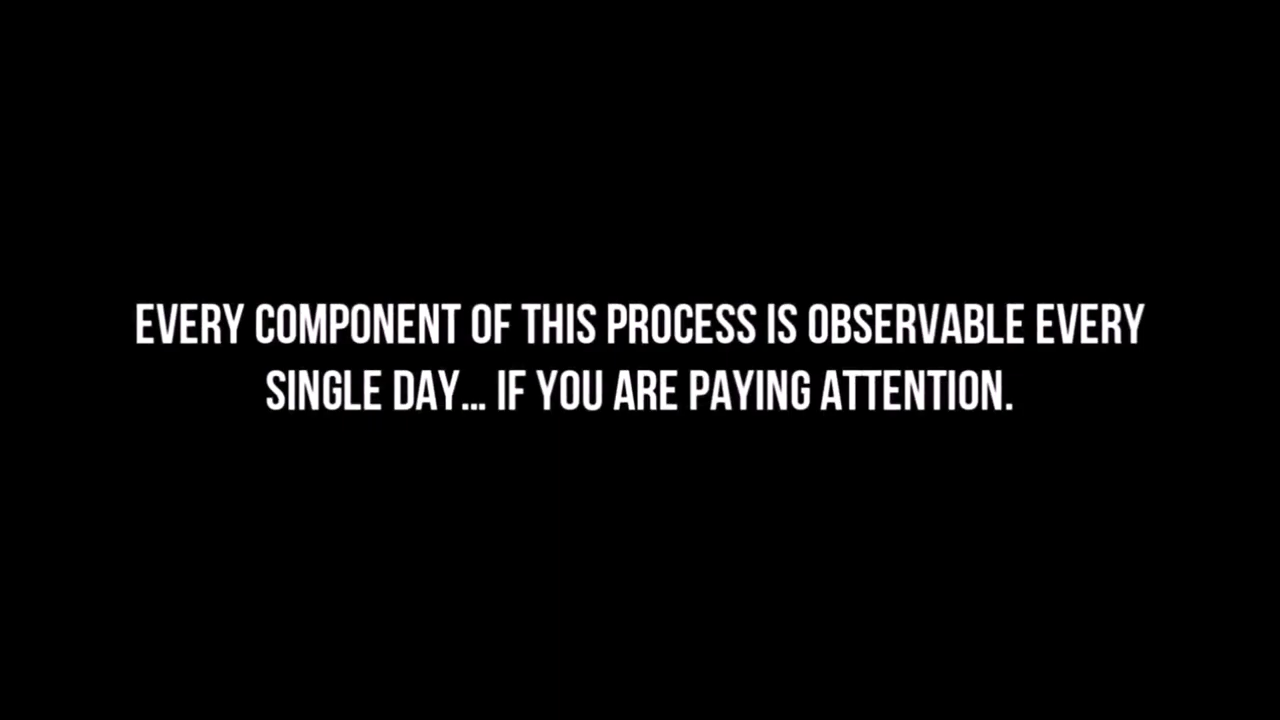 EVERY COMPONENT OF THIS PROCESS IS OBSERVABLE EVERY
SINGLE DAY... IF YOU ARE PAYING ATTENTION.